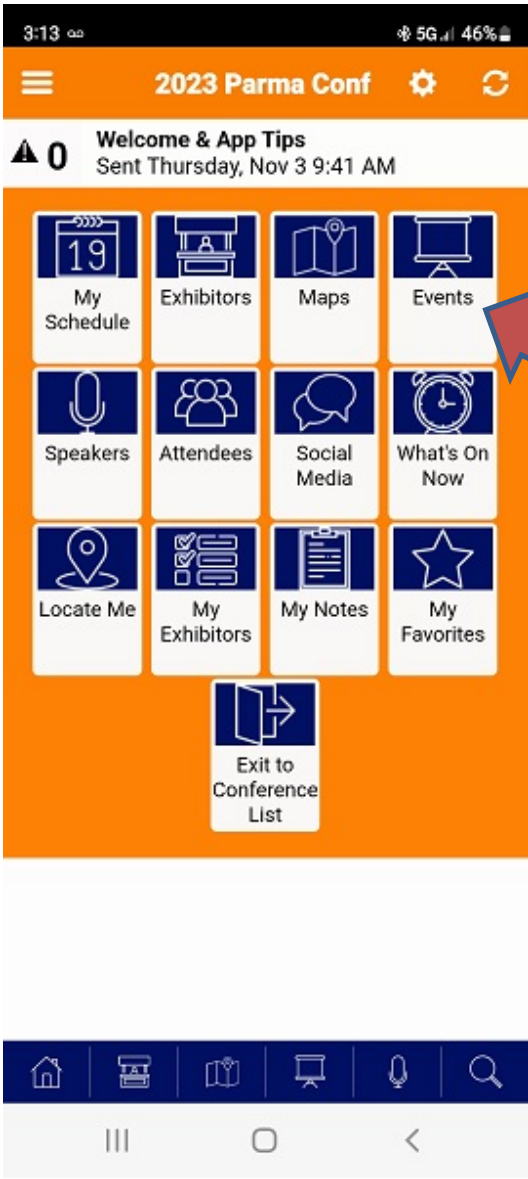 3:13
5G 46%
2023 Parma Conf
0
Welcome & App Tips
Sent Thursday, Nov 3 9:41 AM
19
My
Schedule
Exhibitors
Maps
Events
Speakers
Attendees
Social
Media
What's On
Now
Locate Me
My
Exhibitors
My Notes
My
Favorites
Exit to
Conference
List